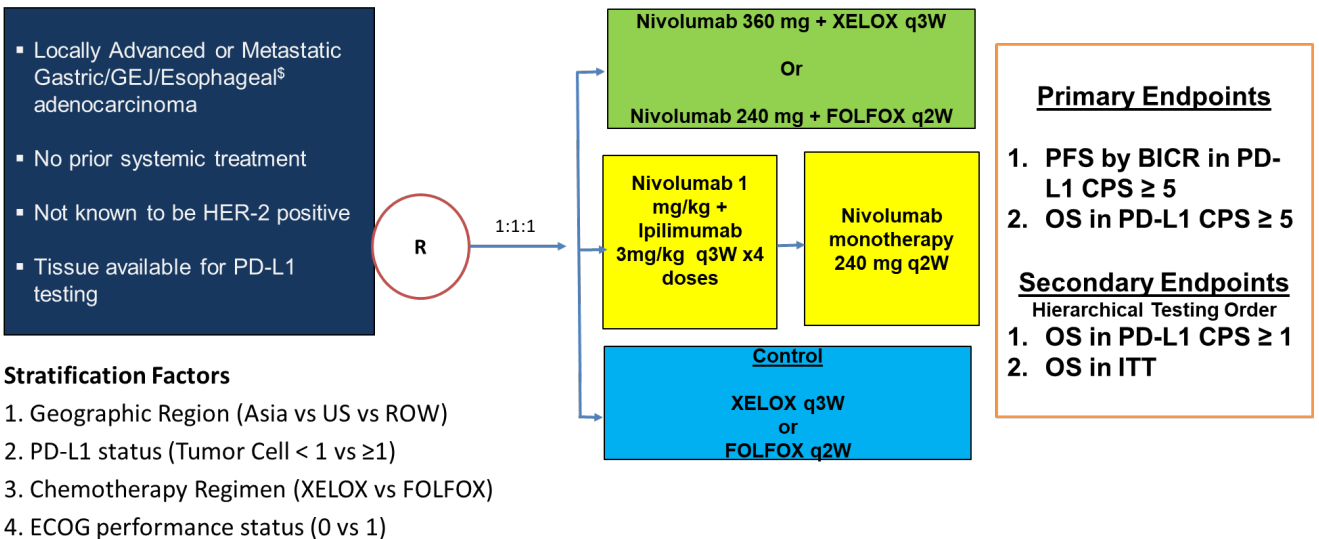 ▪ Locally Advanced or Metastatic
Gastric/GEJ/Esophageal$
adenocarcinoma
▪ No prior systemic treatment
▪ Not known to be HER-2 positive
▪ Tissue available for PD-L1
testing
R
1:1:1
Nivolumab 360 mg + XELOX q3W
Or
Nivolumab 240 mg + FOLFOX q2W
Nivolumab 1
mg/kg +
Ipilimumab
3mg/kg q3W x4
doses
Nivolumab
monotherapy
240 mg q2W
Control
XELOX q3W
or
FOLFOX q2W
Primary Endpoints
1. PFS by BICR in PD-
L1 CPS ≥ 5
2. OS in PD-L1 CPS ≥ 5
Secondary Endpoints
Hierarchical Testing Order
1. OS in PD-L1 CPS ≥ 1
2. OS in ITT
Stratification Factors
1. Geographic Region (Asia vs US vs ROW)
2. PD-L1 status (Tumor Cell < 1 vs ≥1)
3. Chemotherapy Regimen (XELOX vs FOLFOX)
4. ECOG performance status (0 vs 1)